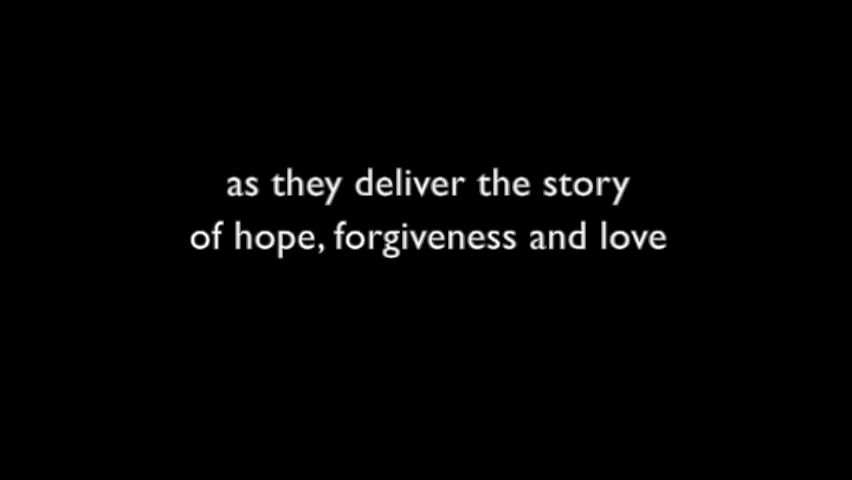 as they deliver the story
of hope, forgiveness and love